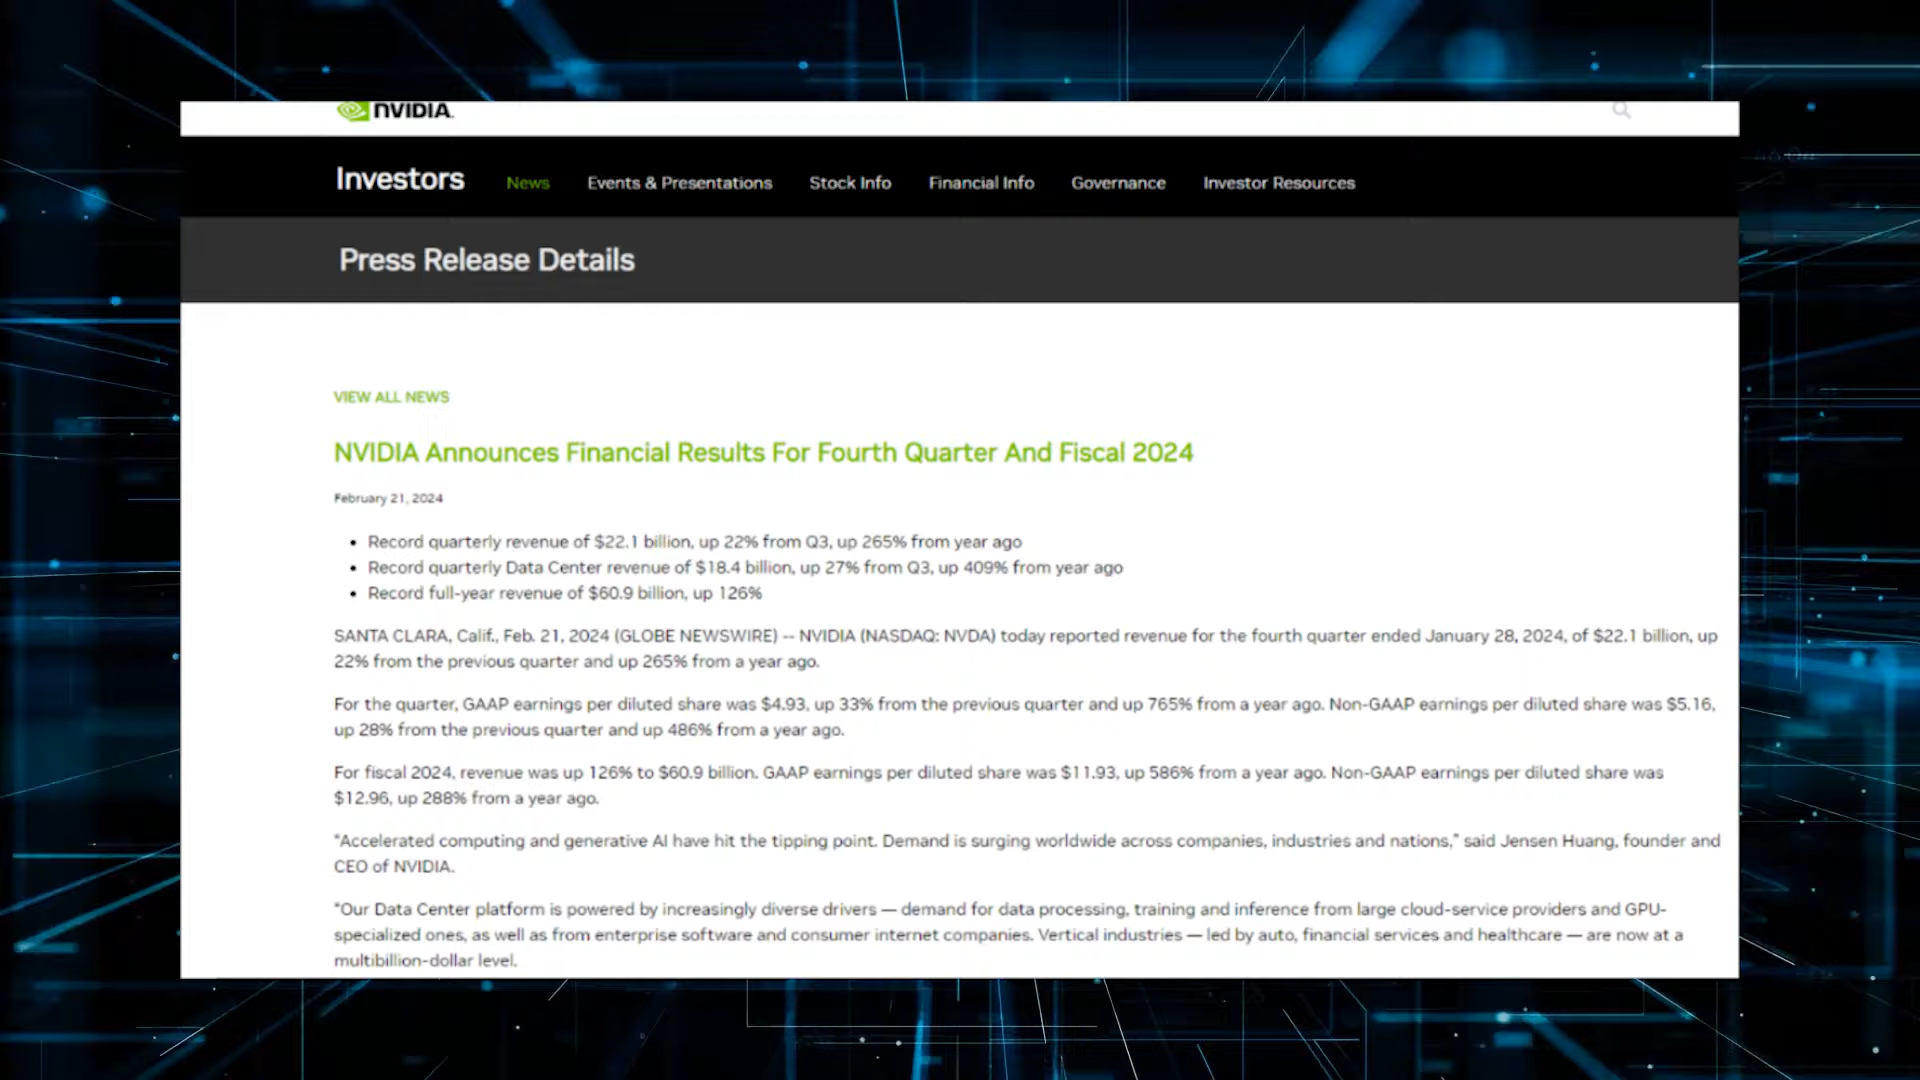 NVIDIA.
Investors News Events & Presentations Stock Info Financial Info Governance Investor Resources
Press Release Details
VIEW ALL NEWS
NVIDIA Announces Financial Results For Fourth Quarter And Fiscal 2024
February 21, 2024
• Record quarterly revenue of $22.1 billion, up 22% from Q3, up 265% from year ago
• Record quarterly Data Center revenue of $18.4 billion, up 27% from Q3, up 409% from year ago
• Record full-year revenue of $60.9 billion, up 126%
SANTA CLARA, Calif., Feb. 21, 2024 (GLOBE NEWSWIRE) -- NVIDIA (NASDAQ: NVDA) today reported revenue for the fourth quarter ended January 28, 2024, of $22.1 billion, up
22% from the previous quarter and up 265% from a year ago.
For the quarter, GAAP earnings per diluted share was $4.93, up 33% from the previous quarter and up 765% from a year ago. Non-GAAP earnings per diluted share was $5.16,
up 28% from the previous quarter and up 486% from a year ago.
For fiscal 2024, revenue was up 126% to $60.9 billion. GAAP earnings per diluted share was $11.93, up 586% from a year ago. Non-GAAP earnings per diluted share was
$12.96, up 288% from a year ago.
“Accelerated computing and generative AI have hit the tipping point. Demand is surging worldwide across companies, industries and nations,” said Jensen Huang, founder and
CEO of NVIDIA.
“Our Data Center platform is powered by increasingly diverse drivers — demand for data processing, training and inference from large cloud-service providers and GPU-
specialized ones, as well as from enterprise software and consumer internet companies. Vertical industries — led by auto, financial services and healthcare — are now at a
multibillion-dollar level.